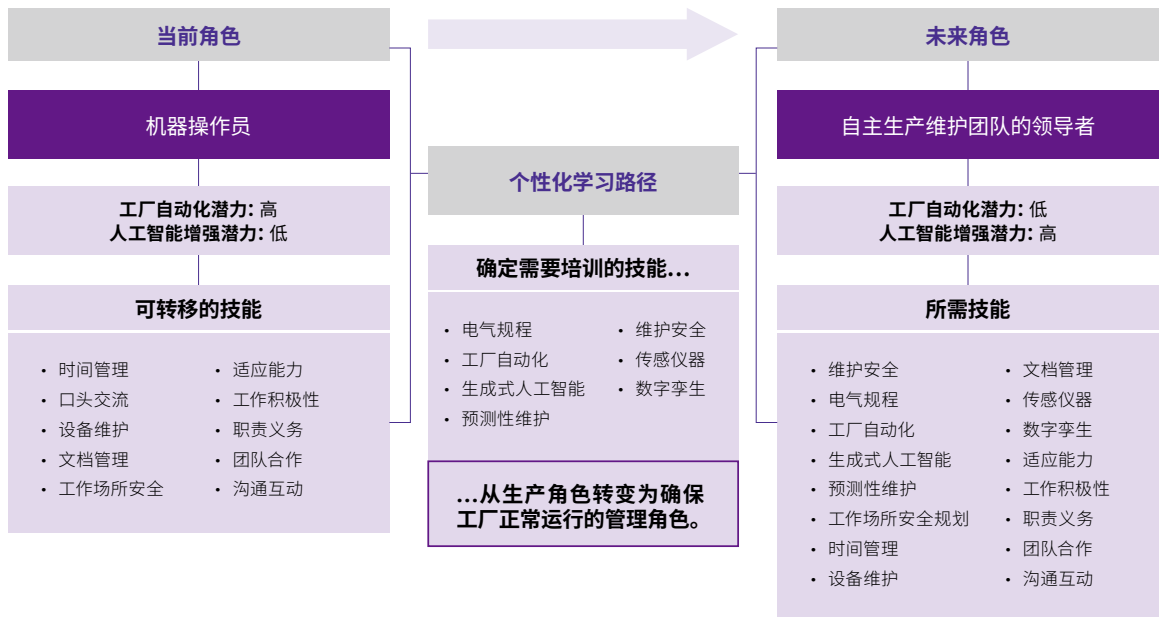 当前角色
机器操作员
工厂自动化潜力: 高
人工智能增强潜力: 低
可转移的技能
• 时间管理
• 口头交流
• 设备维护
• 文档管理
• 工作场所安全
• 适应能力
• 工作积极性
• 职责义务
• 团队合作
• 沟通互动
个性化学习路径
确定需要培训的技能...
• 电气规程
• 工厂自动化
• 生成式人工智能
• 预测性维护
• 维护安全
• 传感仪器
• 数字孪生
...从生产角色转变为确保
工厂正常运行的管理角色。
未来角色
自主生产维护团队的领导者
工厂自动化潜力: 低
人工智能增强潜力: 高
所需技能
• 维护安全
• 电气规程
• 工厂自动化
• 生成式人工智能
• 预测性维护
• 工作场所安全规划
• 时间管理
• 设备维护
• 文档管理
• 传感仪器
• 数字孪生
• 适应能力
• 工作积极性
• 职责义务
• 团队合作
• 沟通互动